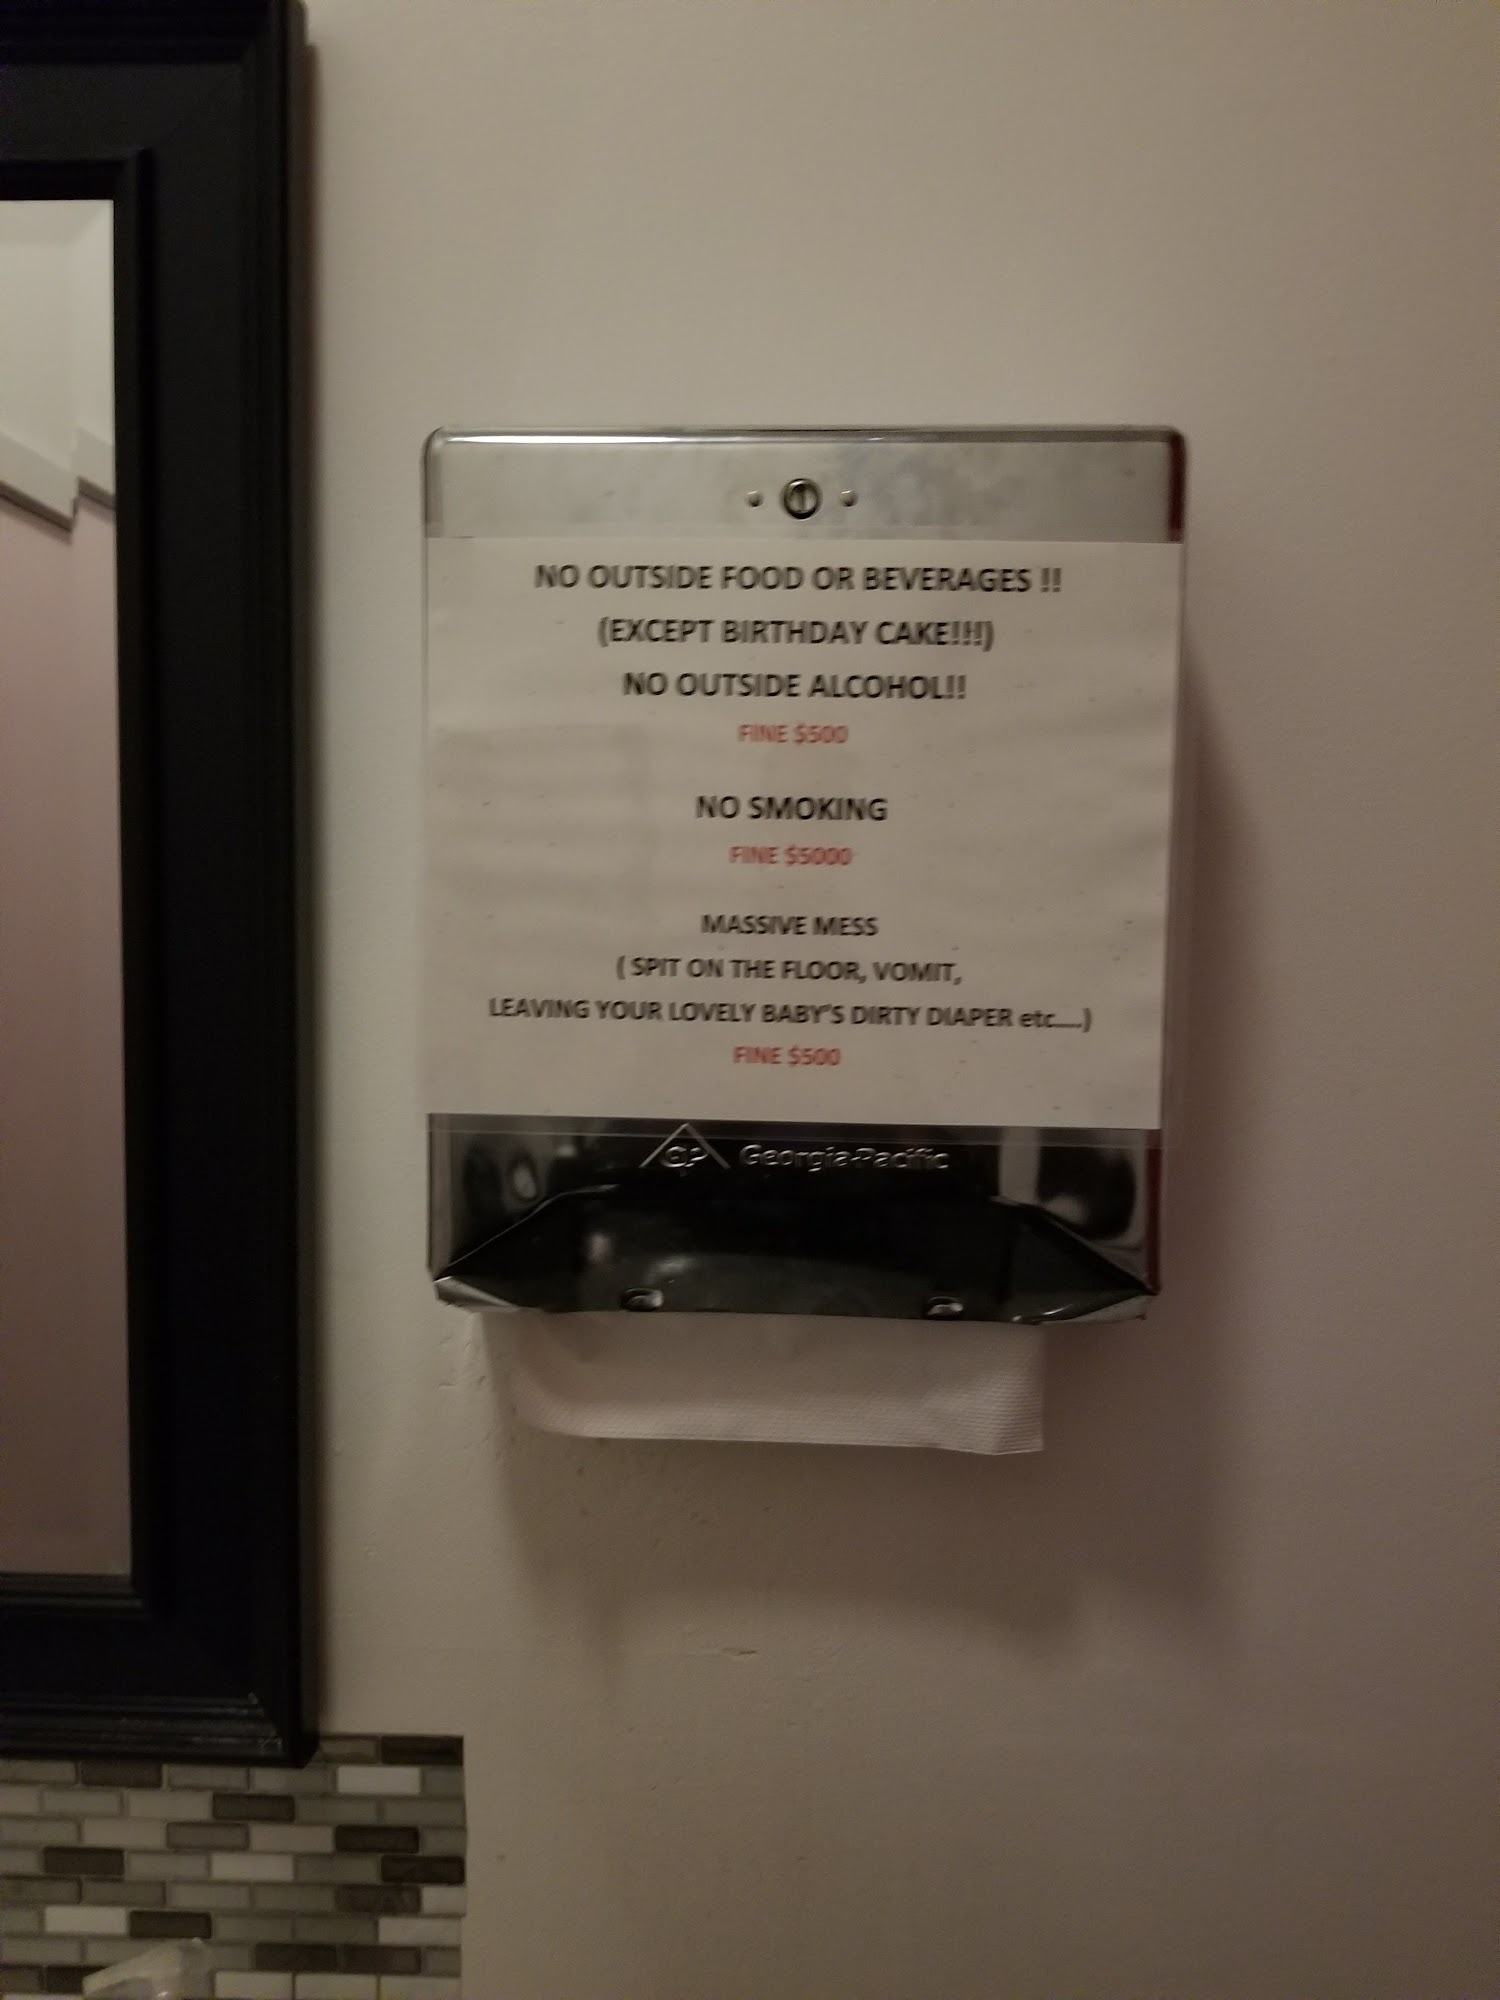 NO OUTSIDE FOOD OR BEVERAGES !!
(EXCEPT BIRTHDAY CAKE!!!)
NO OUTSIDE ALCOHOL!!
FINE $500
NO SMOKING
FINE $5000
MASSIVE MESS
( SPIT ON THE FLOOR, VOMIT,
LEAVING YOUR LOVELY BABY'S DIRTY DIAPER etc....)
FINE $500
GP Georgia-Pacific